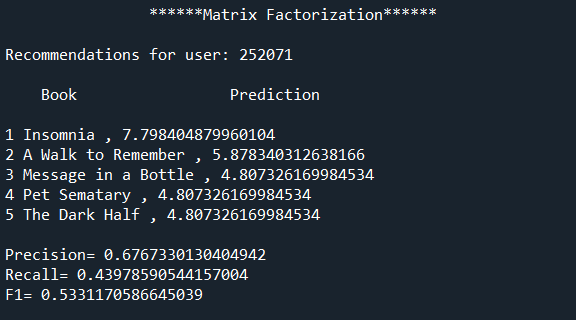 ******Matrix Factorization******
Recommendations for user: 252071
Book Prediction
1 Insomnia , 7.798404879960104
2 A Walk to Remember , 5.878340312638166
3 Message in a Bottle , 4.807326169984534
4 Pet Sematary , 4.807326169984534
5 The Dark Half , 4.807326169984534
Precision= 0.6767330130404942
Recall= 0.43978590544157004
F1= 0.5331170586645039